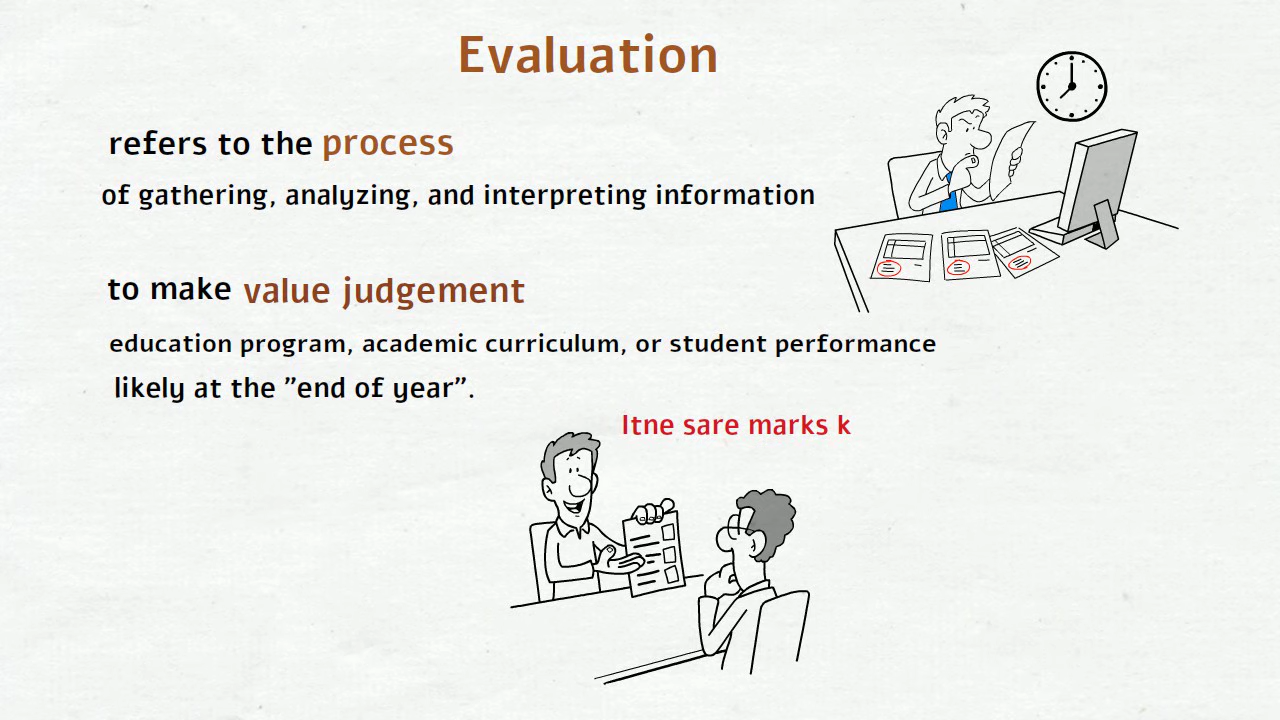 Evaluation
refers to the process
of gathering, analyzing, and interpreting information
to make value judgement
education program, academic curriculum, or student performance
likely at the ”end of year”.
Itne sare marks k